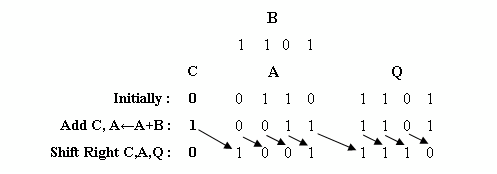 B
1 1 0 1
C A Q
Initially : 0 0 1 1 0 1 1 0 1
Add C, A←A+B : 1 0 0 1 1 1 1 0 1
Shift Right C,A,Q : 0 1 0 0 1 1 1 1 0